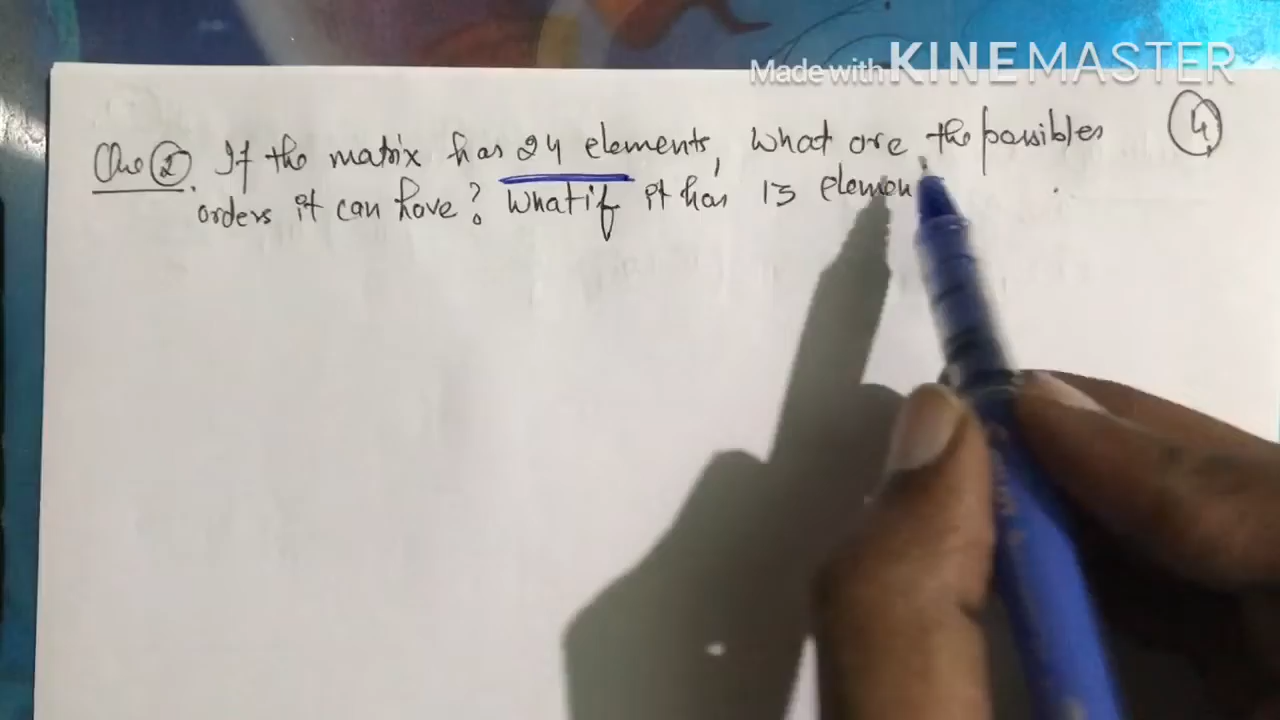 Made with KINEMASTER
4
Que 2. If the matrix has 24 elements, what are the possibles
orders it can have? What if it has 13 elemen